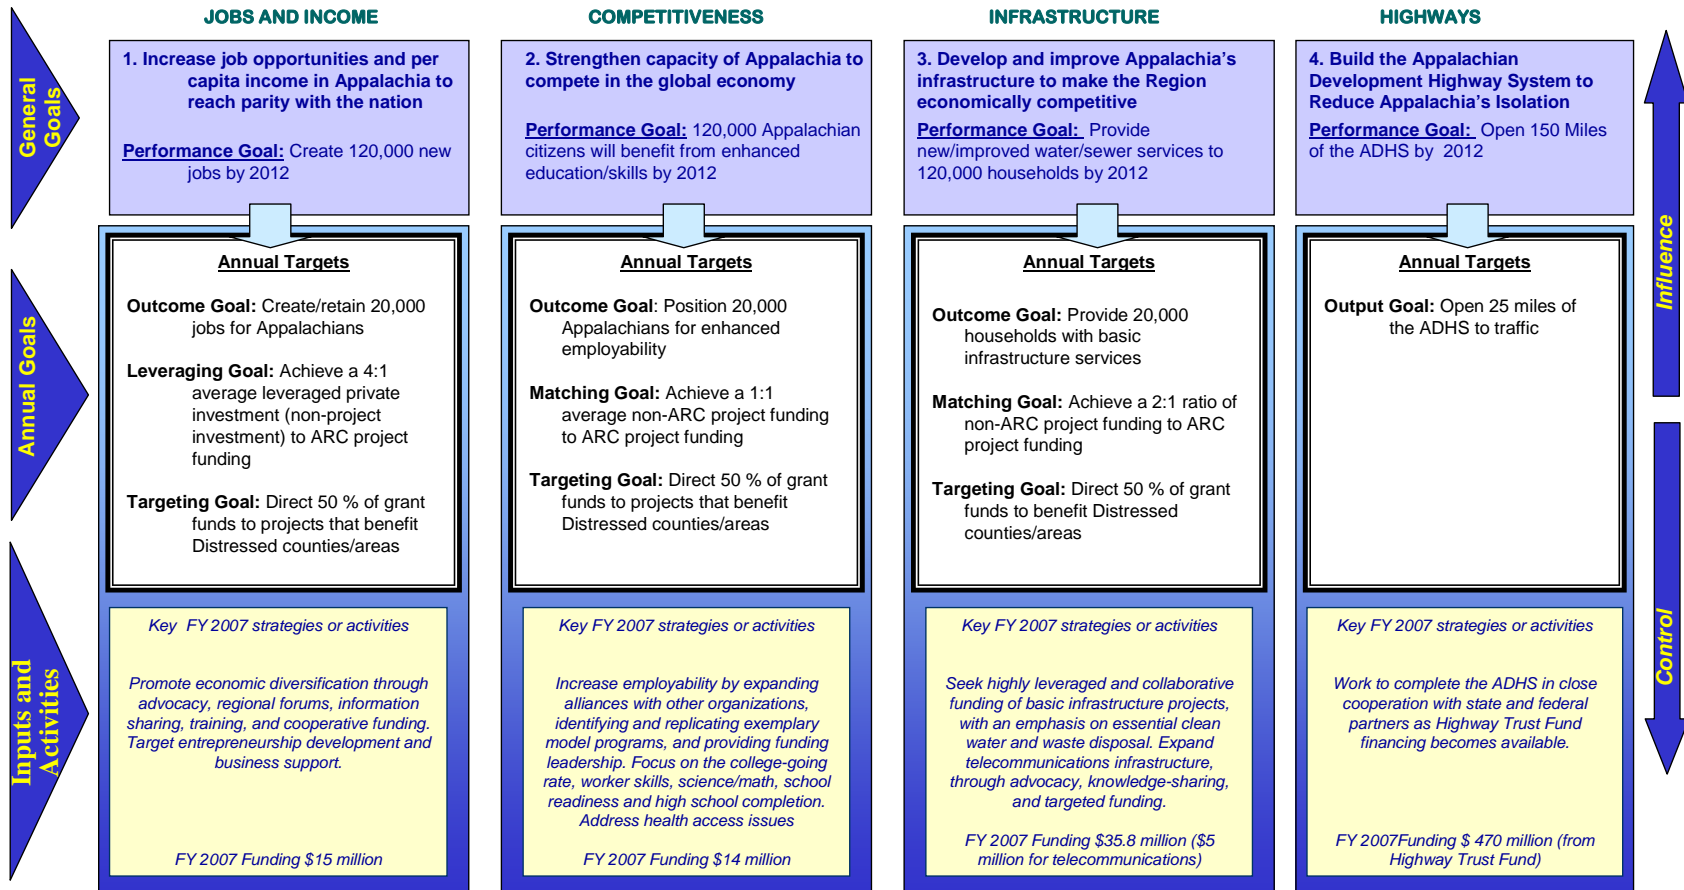 JOBS AND INCOME
COMPETITIVENESS
INFRASTRUCTURE
HIGHWAYS
General
Goals
1. Increase job opportunities and per
capita income in Appalachia to
reach parity with the nation
Performance Goal: Create 120,000 new
jobs by 2012
2. Strengthen capacity of Appalachia to
compete in the global economy
Performance Goal: 120,000 Appalachian
citizens will benefit from enhanced
education/skills by 2012
3. Develop and improve Appalachia's
infrastructure to make the Region
economically competitive
Performance Goal: Provide
new/improved water/sewer services to
120,000 households by 2012
4. Build the Appalachian
Development Highway System to
Reduce Appalachia's Isolation
Performance Goal: Open 150 Miles
of the ADHS by 2012
Influence
Annual Goals
Annual Targets
Outcome Goal: Create/retain 20,000
jobs for Appalachians
Leveraging Goal: Achieve a 4:1
average leveraged private
investment (non-project
investment) to ARC project
funding
Targeting Goal: Direct 50 % of grant
funds to projects that benefit
Distressed counties/areas
Annual Targets
Outcome Goal: Position 20,000
Appalachians for enhanced
employability
Matching Goal: Achieve a 1:1
average non-ARC project funding
to ARC project funding
Targeting Goal: Direct 50 % of grant
funds to projects that benefit
Distressed counties/areas
Annual Targets
Outcome Goal: Provide 20,000
households with basic
infrastructure services
Matching Goal: Achieve a 2:1 ratio of
non-ARC project funding to ARC
project funding
Targeting Goal: Direct 50 % of grant
funds to benefit Distressed
counties/areas
Annual Targets
Output Goal: Open 25 miles of
the ADHS to traffic
Control
Inputs and
Activities
Key FY 2007 strategies or activities
Promote economic diversification through
advocacy, regional forums, information
sharing, training, and cooperative funding.
Target entrepreneurship development and
business support.
FY 2007 Funding $15 million
Key FY 2007 strategies or activities
Increase employability by expanding
alliances with other organizations,
identifying and replicating exemplary
model programs, and providing funding
leadership. Focus on the college-going
rate, worker skills, science/math, school
readiness and high school completion.
Address health access issues
FY 2007 Funding $14 million
Key FY 2007 strategies or activities
Seek highly leveraged and collaborative
funding of basic infrastructure projects,
with an emphasis on essential clean
water and waste disposal. Expand
telecommunications infrastructure,
through advocacy, knowledge-sharing,
and targeted funding.
FY 2007 Funding $35.8 million ($5
million for telecommunications)
Key FY 2007 strategies or activities
Work to complete the ADHS in close
cooperation with state and federal
partners as Highway Trust Fund
financing becomes available.
FY 2007Funding $ 470 million (from
Highway Trust Fund)